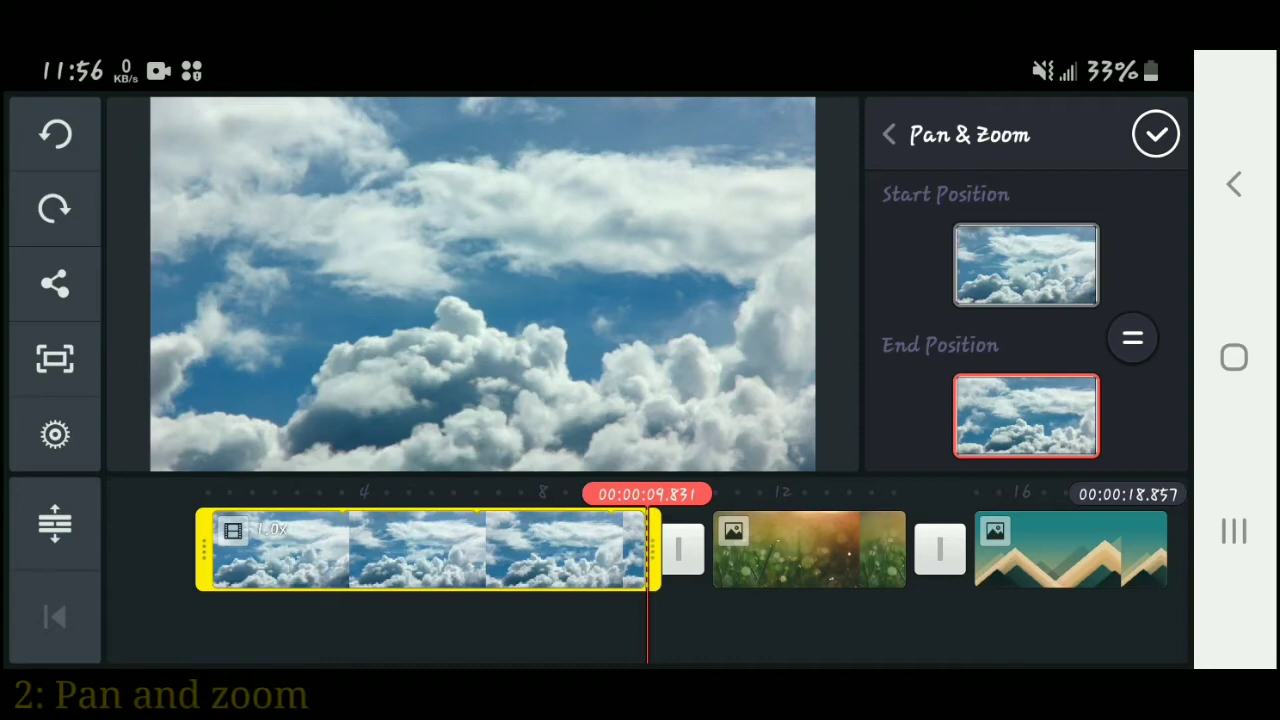 11:56 0 KB/s 33%
Pan & Zoom
Start Position
End Position
4 8 00:00:09.831 12 16 00:00:18.857
1.0x
2: Pan and zoom